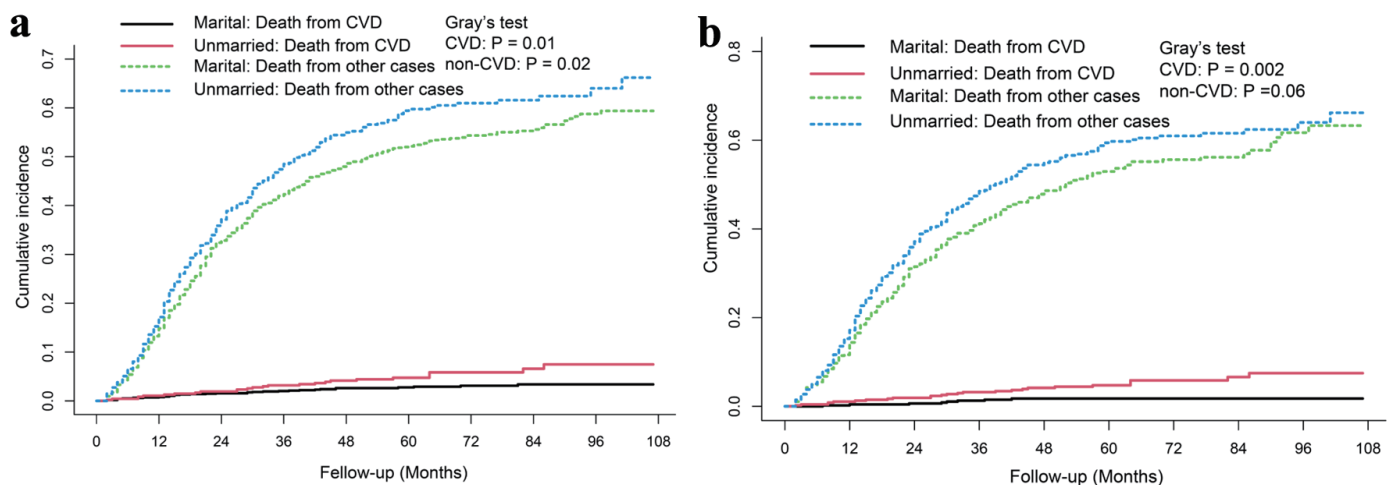 a
Marital: Death from CVD
Unmarried: Death from CVD
Marital: Death from other cases
Unmarried: Death from other cases
Gray's test
CVD: P = 0.01
non-CVD: P = 0.02
Cumulative incidence
0.7
0.6
0.5
0.4
0.3
0.2
0.1
0.0
0 12 24 36 48 60 72 84 96 108
Fellow-up (Months)
b
Marital: Death from CVD
Unmarried: Death from CVD
Marital: Death from other cases
Unmarried: Death from other cases
Gray's test
CVD: P = 0.002
non-CVD: P =0.06
Cumulative incidence
0.8
0.6
0.4
0.2
0.0
0 12 24 36 48 60 72 84 96 108
Follow-up (Months)